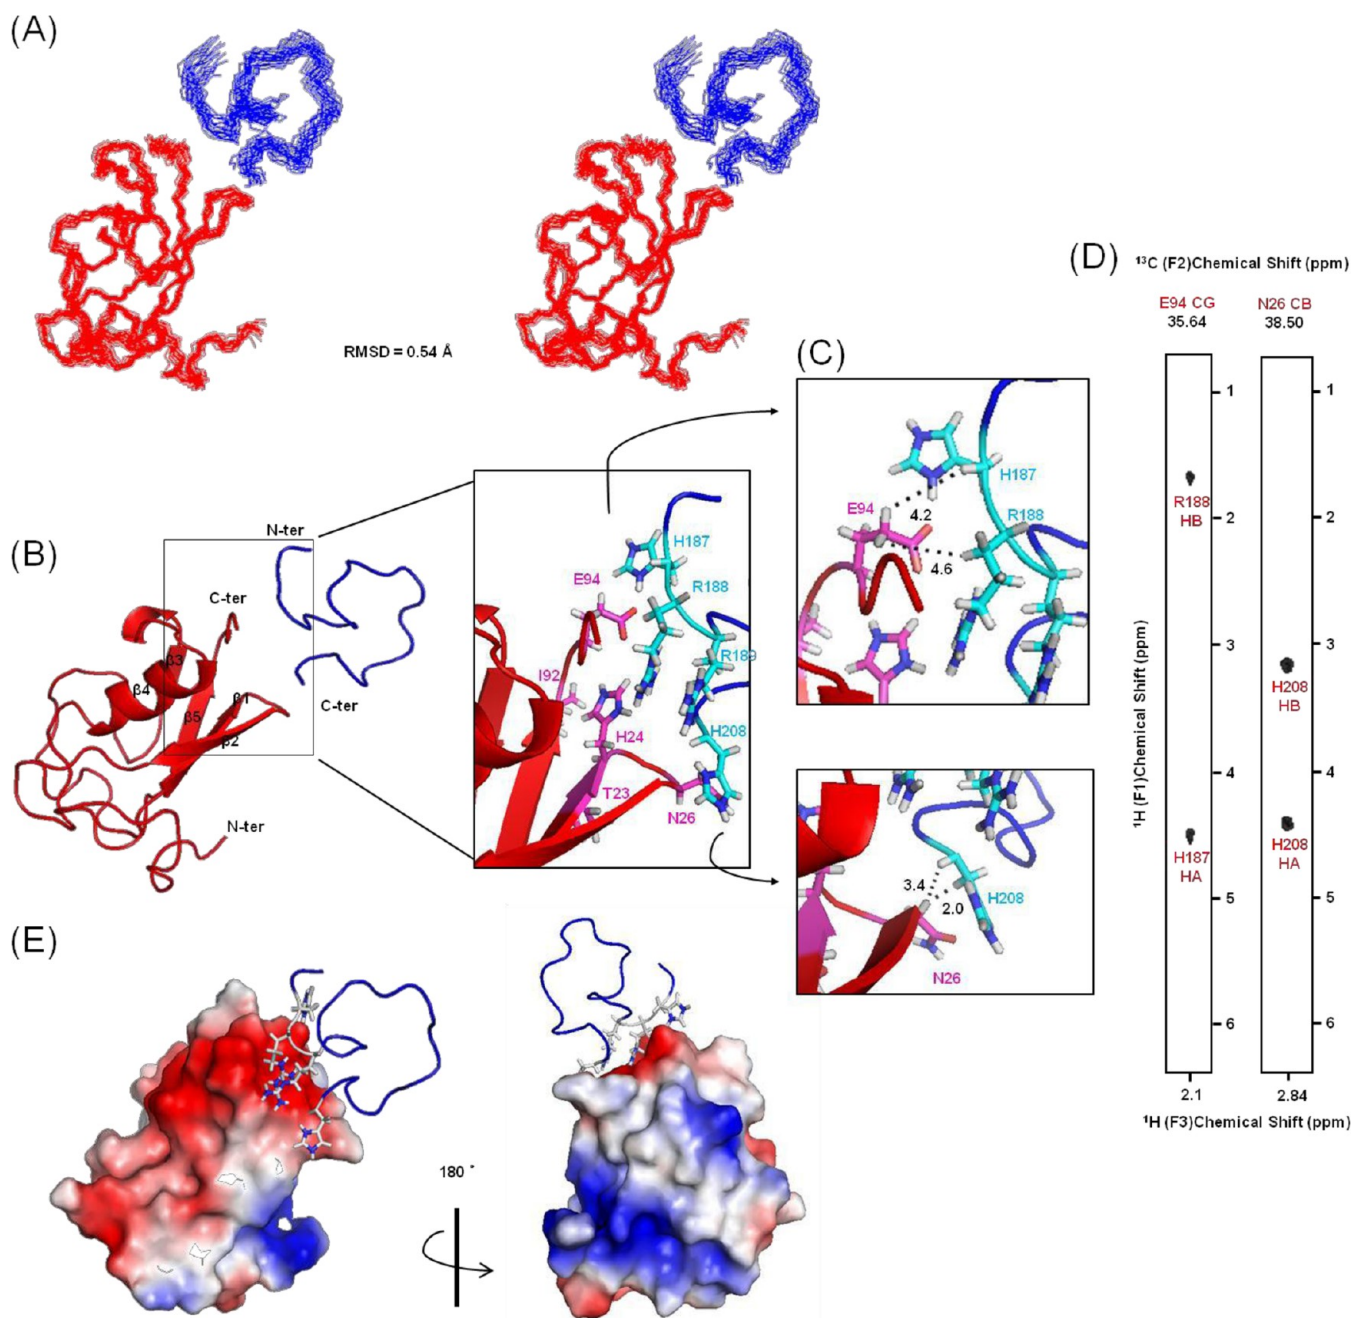 (A)
RMSD = 0.54 Å
(B)
N-ter
C-ter
β3
β4
β5
β1
β2
C-ter
N-ter
H187
E94
R188
I92
R189
H24
H208
T23
N26
(C)
H187
E94
4.2
R188
4.6
3.4
2.0
H208
N26
(D)
¹³C (F2)Chemical Shift (ppm)
E94 CG
35.64
N26 CB
38.50
¹H (F1)Chemical Shift (ppm)
1
2
3
4
5
6
R188
HB
H187
HA
1
2
3
4
5
6
H208
HB
H208
HA
2.1
2.84
¹H (F3)Chemical Shift (ppm)
(E)
180 °